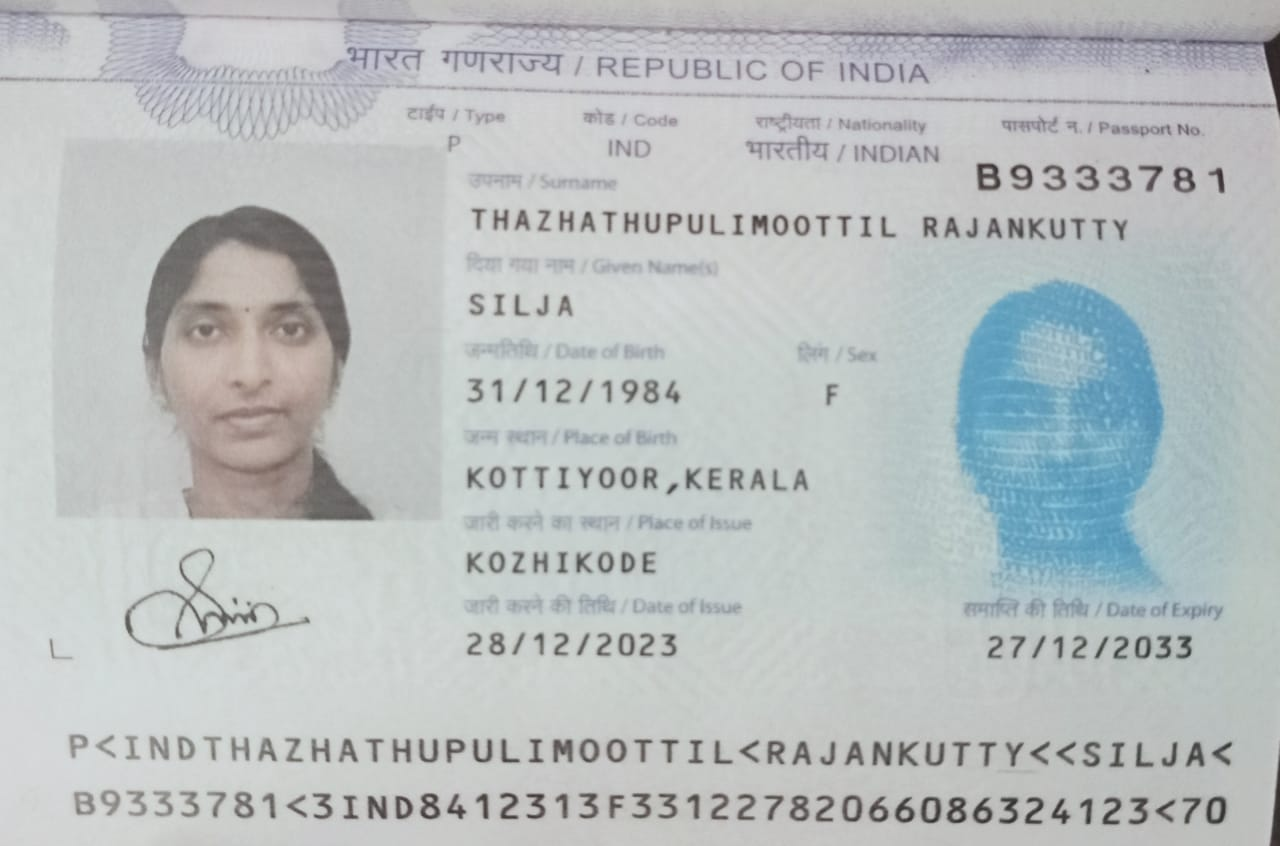 भारत गणराज्य / REPUBLIC OF INDIA
टाईप / Type कोड / Code राष्ट्रीयता / Nationality पासपोर्ट न. / Passport No.
P IND भारतीय / INDIAN B9333781
उपनाम / Surname
THAZHATHUPULIMOOTTIL RAJANKUTTY
दिया गया नाम / Given Name(s)
SILJA
जन्मतिथि / Date of Birth लिंग / Sex
31/12/1984 F
जन्म स्थान / Place of Birth
KOTTIYOOR,KERALA
जारी करने का स्थान / Place of Issue
KOZHIKODE
जारी करने की तिथि / Date of Issue समाप्ति की तिथि / Date of Expiry
28/12/2023 27/12/2033
P<INDTHAZHATHUPULIMOOTTIL<RAJANKUTTY<<SILJA<
B9333781<3IND8412313F33122782066086324123<70